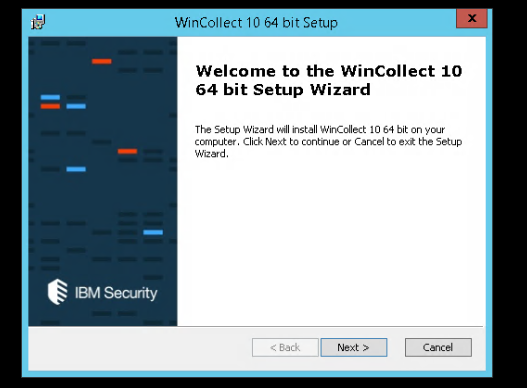 WinCollect 10 64 bit Setup
x
Welcome to the WinCollect 10
64 bit Setup Wizard
The Setup Wizard will install WinCollect 10 64 bit on your
computer. Click Next to continue or Cancel to exit the Setup
Wizard.
IBM Security
< Back
Next >
Cancel